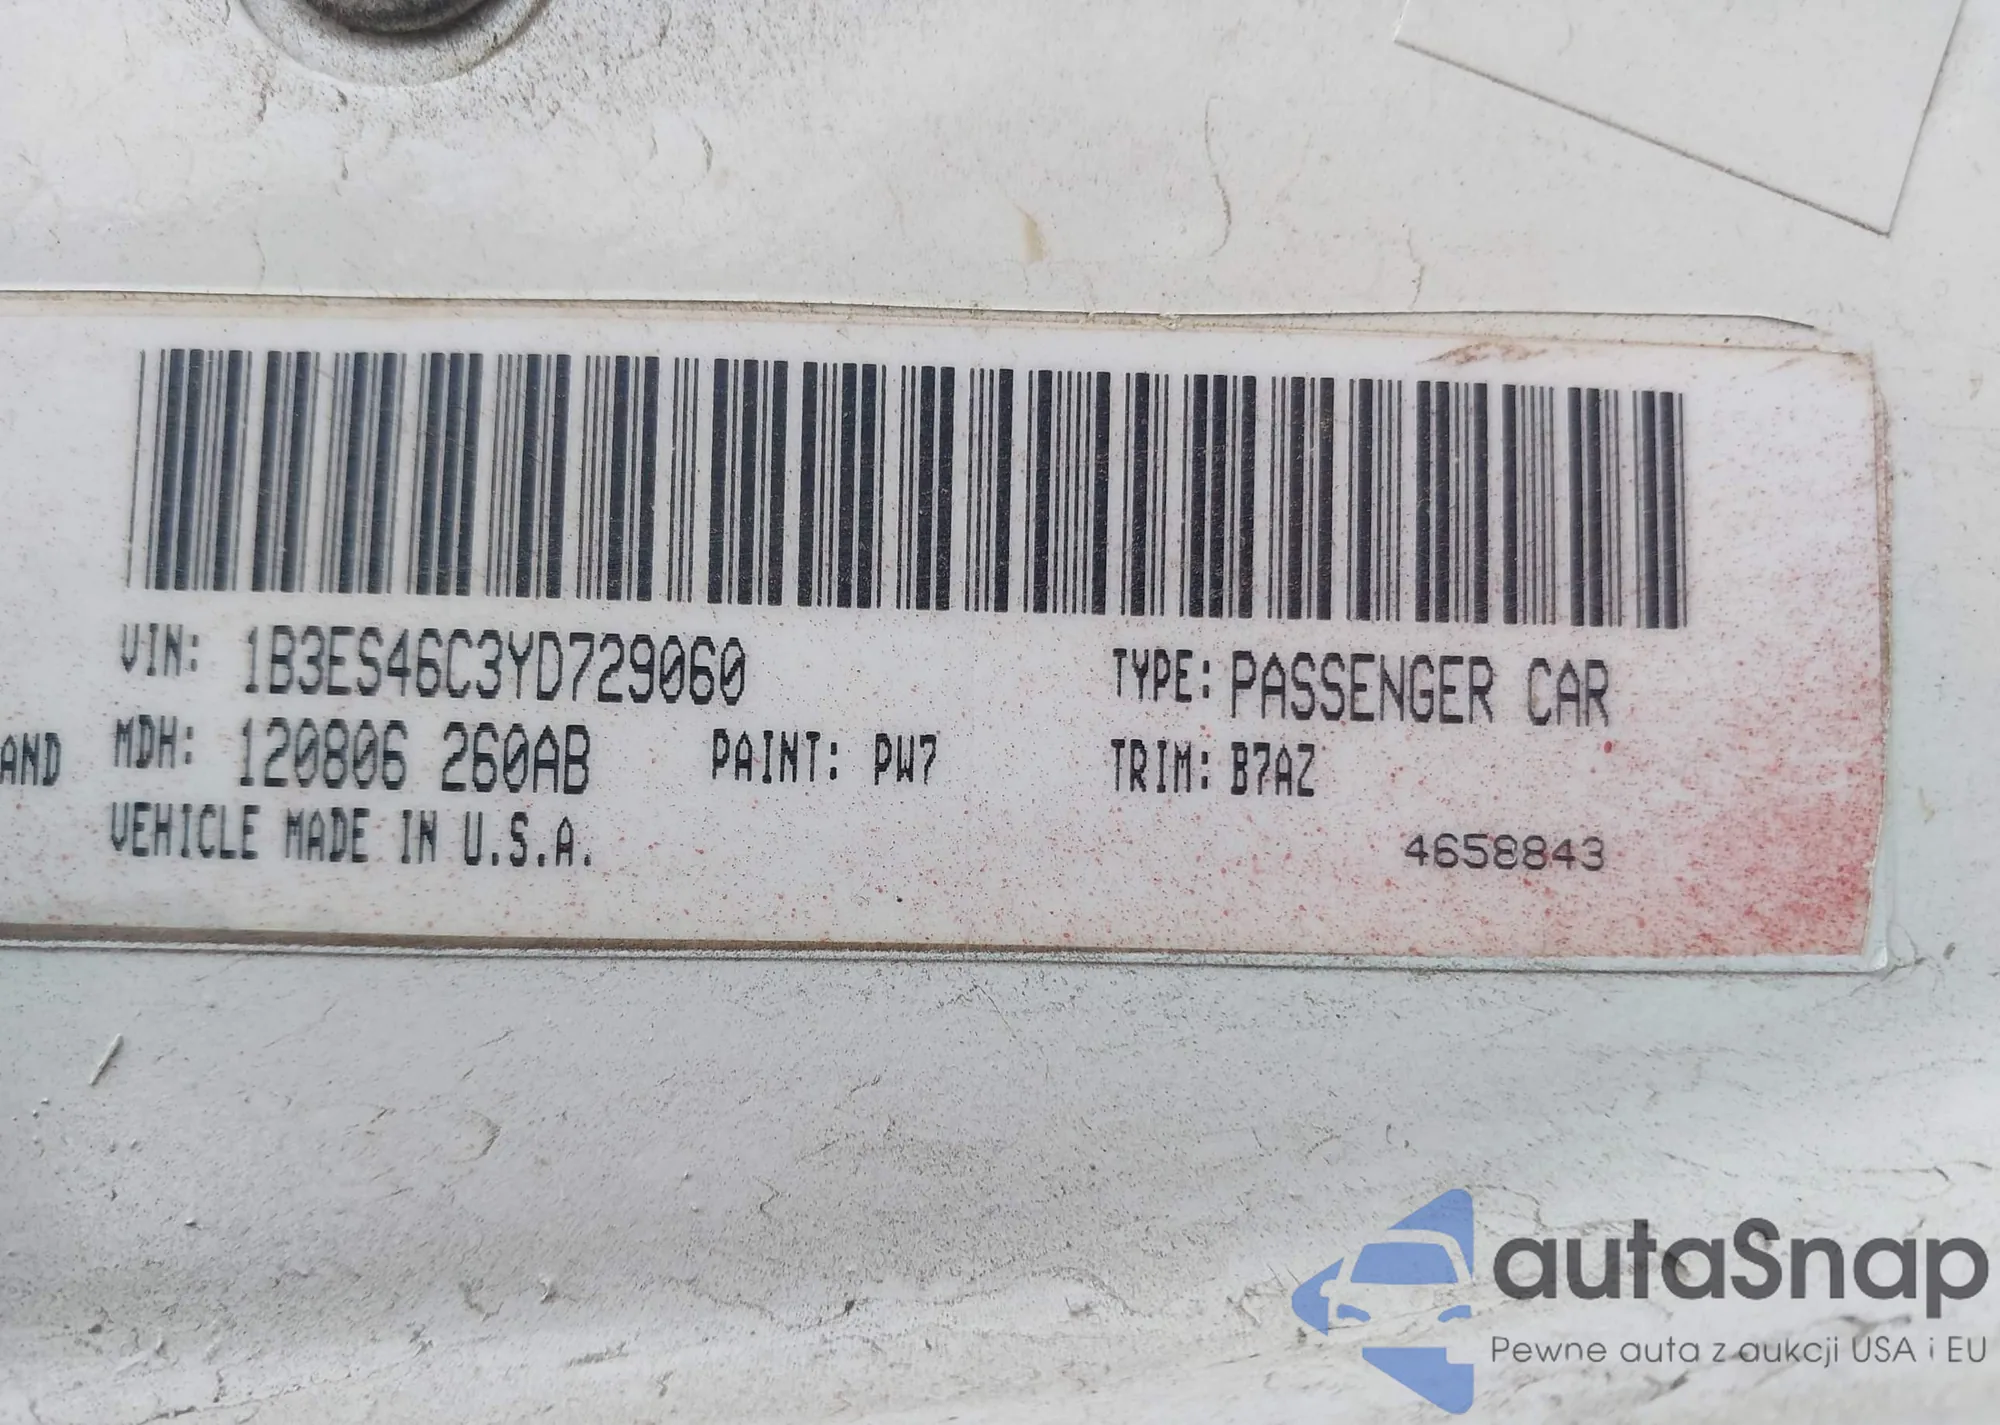 VIN: 1B3ES46C3YD729060 TYPE: PASSENGER CAR
AND MDH: 120806 260AB PAINT: PW7 TRIM: B7AZ
VEHICLE MADE IN U.S.A.
4658843
autaSnap
Pewne auta z aukcji USA i EU